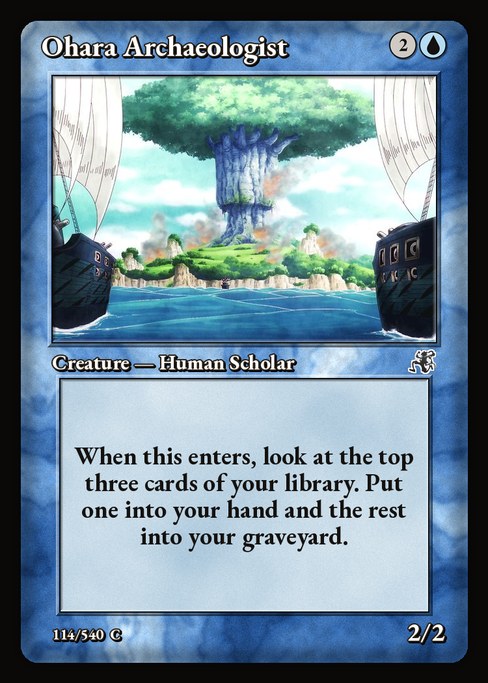 Ohara Archaeologist 2
Creature — Human Scholar
When this enters, look at the top
three cards of your library. Put
one into your hand and the rest
into your graveyard.
114/540 C
2/2